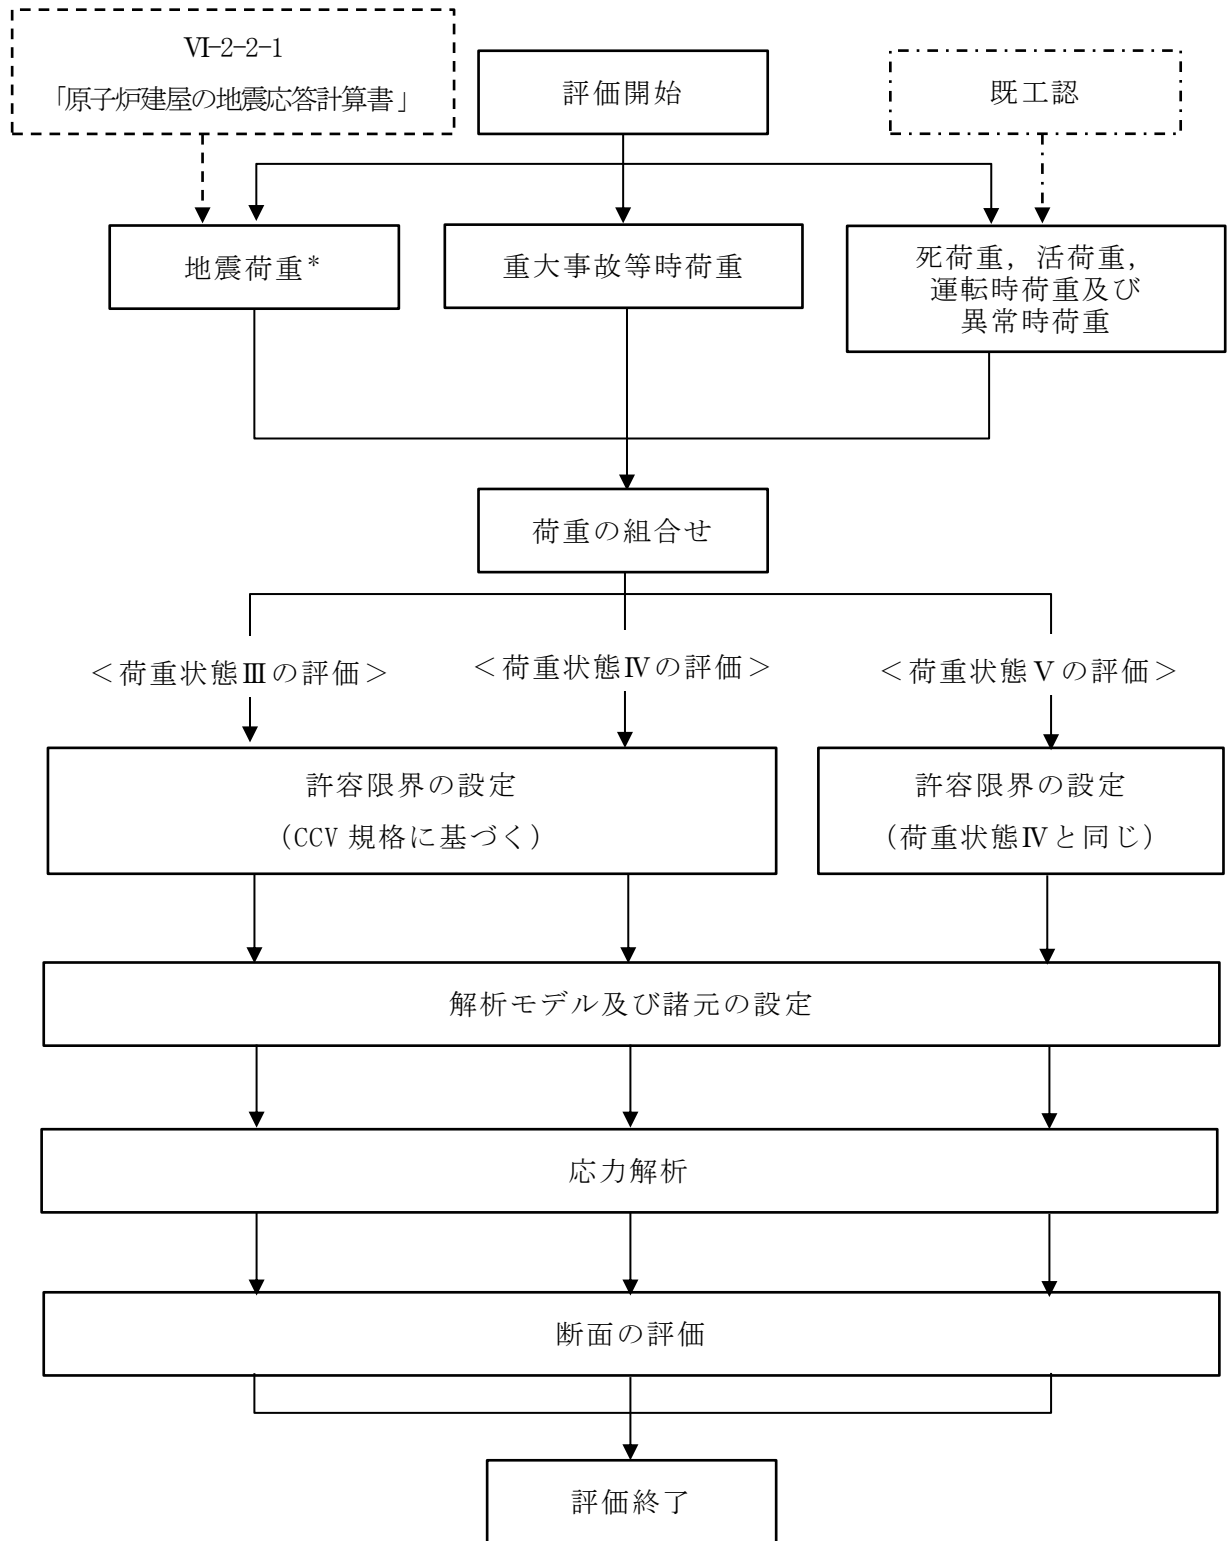 Ⅵ-2-2-1
「原子炉建屋の地震応答計算書」
評価開始
既工認
地震荷重*
重大事故等時荷重
死荷重，活荷重，
運転時荷重及び
異常時荷重
荷重の組合せ
＜荷重状態Ⅲの評価＞
＜荷重状態Ⅳの評価＞
＜荷重状態Ⅴの評価＞
許容限界の設定
（CCV 規格に基づく）
許容限界の設定
（荷重状態Ⅳと同じ）
解析モデル及び諸元の設定
応力解析
断面の評価
評価終了